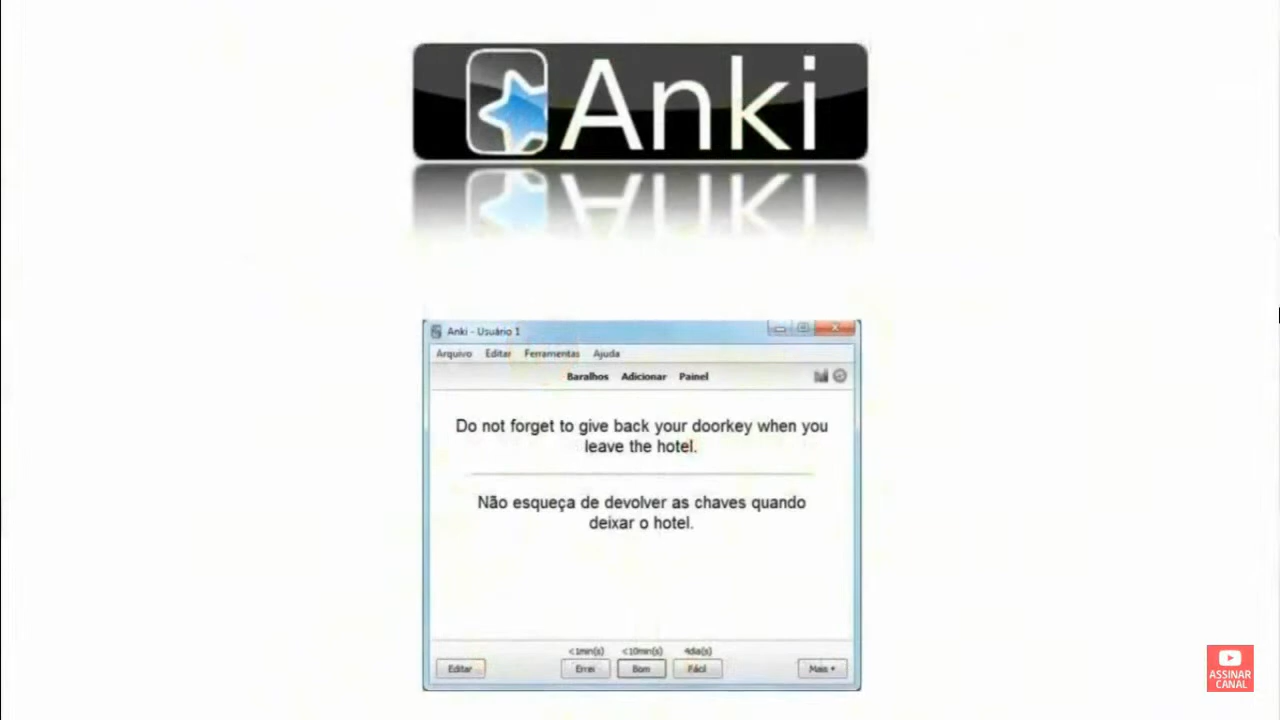 Anki
Anki - Usuário 1
Arquivo Editar Ferramentas Ajuda
Baralhos Adicionar Painel
Do not forget to give back your doorkey when you
leave the hotel.
Não esqueça de devolver as chaves quando
deixar o hotel.
<1min(s) <10min(s) 4dia(s)
Editar Errei Bom Fácil Mais
ASSINAR
CANAL